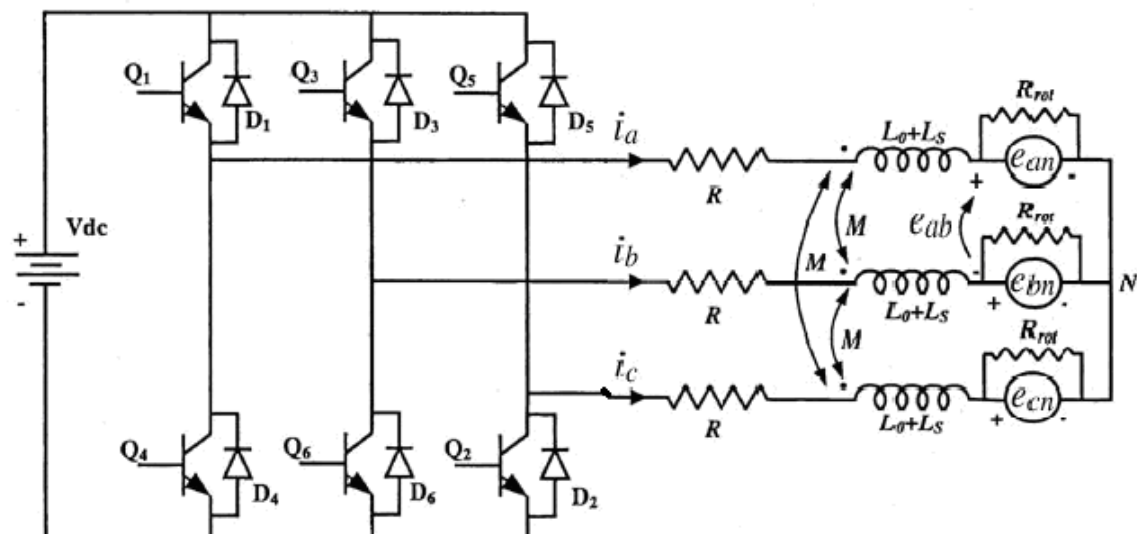 Q1
D1
Q3
D3
Q5
D5
+
Vdc
-
Q4
D4
Q6
D6
Q2
D2
ia
R
L0+LS
Rrot
ean
+
-
M
eab
M
ib
R
L0+LS
Rrot
ebn
-
+
-
N
M
ic
R
L0+LS
Rrot
ecn
+
-